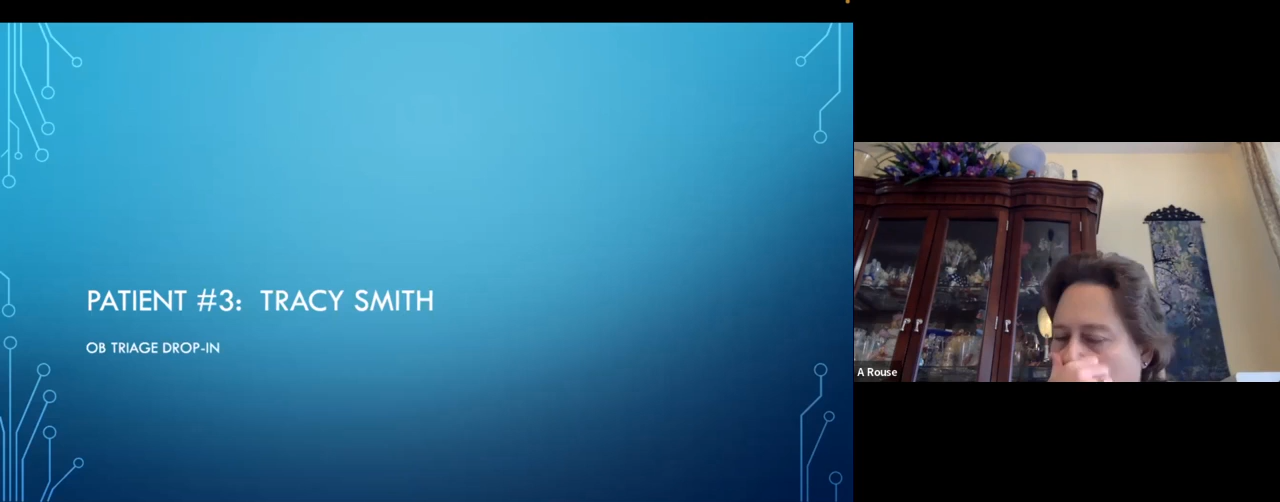 PATIENT #3: TRACY SMITH
OB TRIAGE DROP-IN
A Rouse